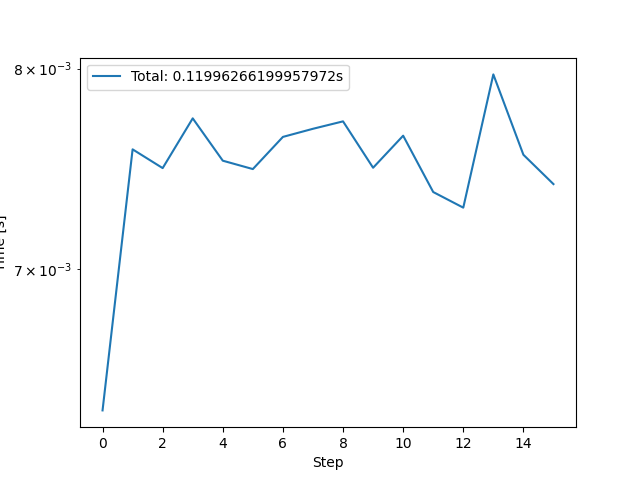 Total: 0.11996266199957972s
8 × 10⁻³
7 × 10⁻³
Time [s]
0 2 4 6 8 10 12 14
Step